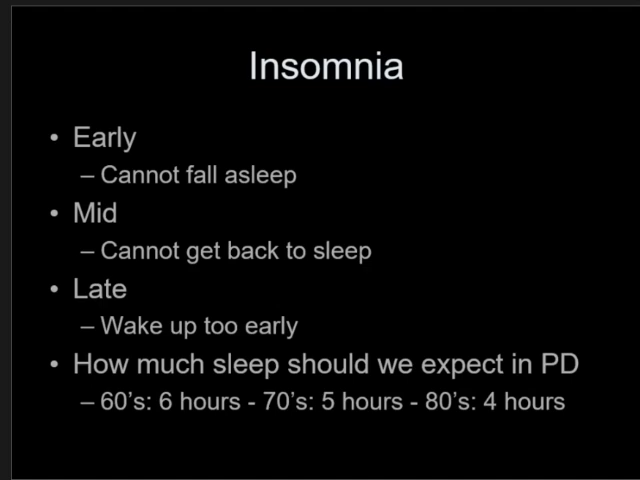 Insomnia
• Early
– Cannot fall asleep
• Mid
– Cannot get back to sleep
• Late
– Wake up too early
• How much sleep should we expect in PD
– 60's: 6 hours - 70's: 5 hours - 80's: 4 hours